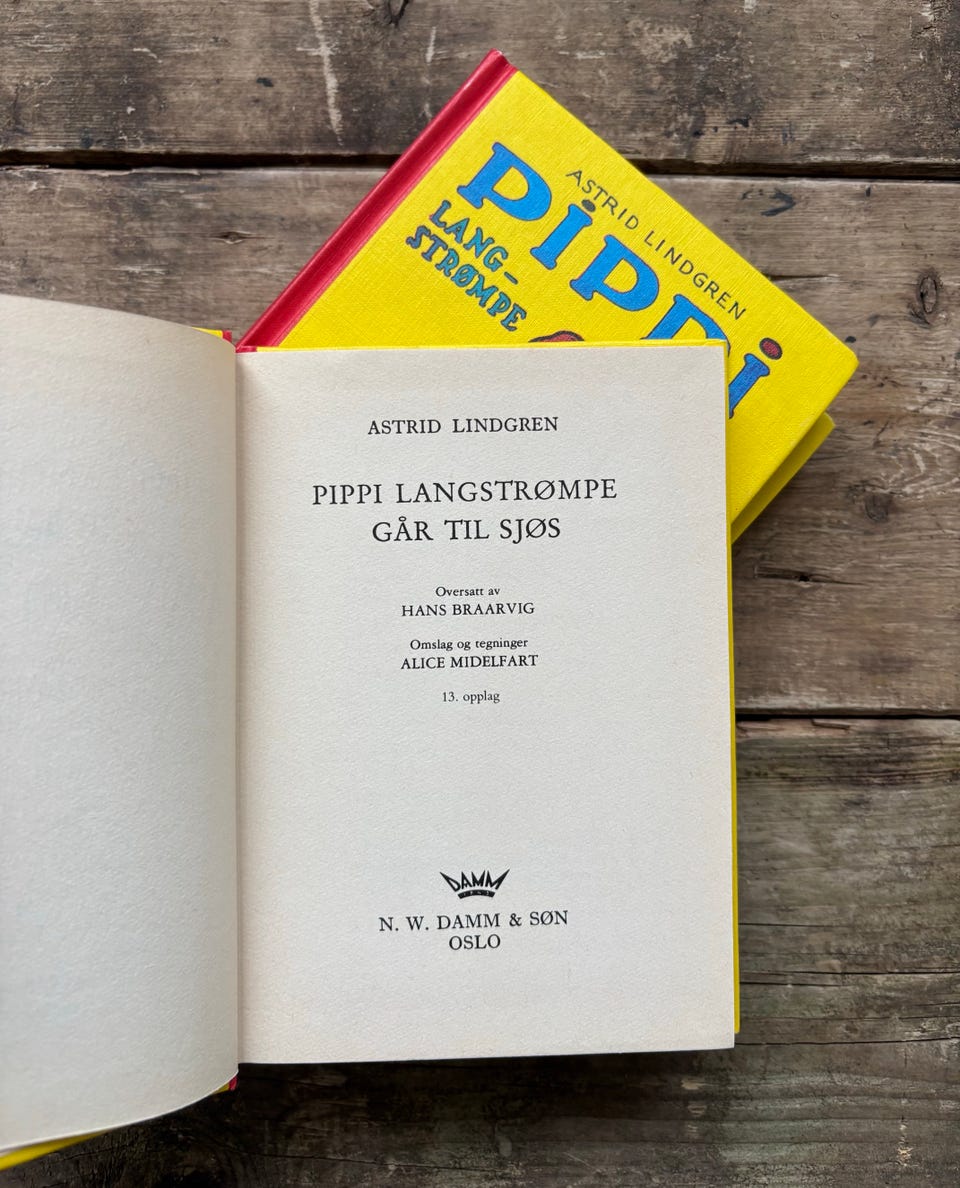 ASTRID LINDGREN
PIPPI
LANG-
STRØMPE
ASTRID LINDGREN
PIPPI LANGSTRØMPE
GÅR TIL SJØS
Oversatt av
HANS BRAARVIG
Omslag og tegninger
ALICE MIDELFART
13. opplag
DAMM
N. W. DAMM & SØN
OSLO